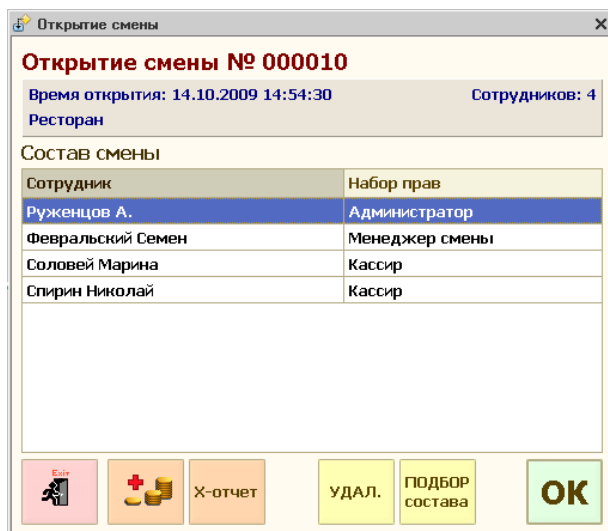 Открытие смены
Открытие смены № 000010
Время открытия: 14.10.2009 14:54:30 Сотрудников: 4
Ресторан
Состав смены
Сотрудник Набор прав
Руженцов А. Администратор
Февральский Семен Менеджер смены
Соловей Марина Кассир
Спирин Николай Кассир
Exit
X-отчет
УДАЛ.
ПОДБОР
состава
OK